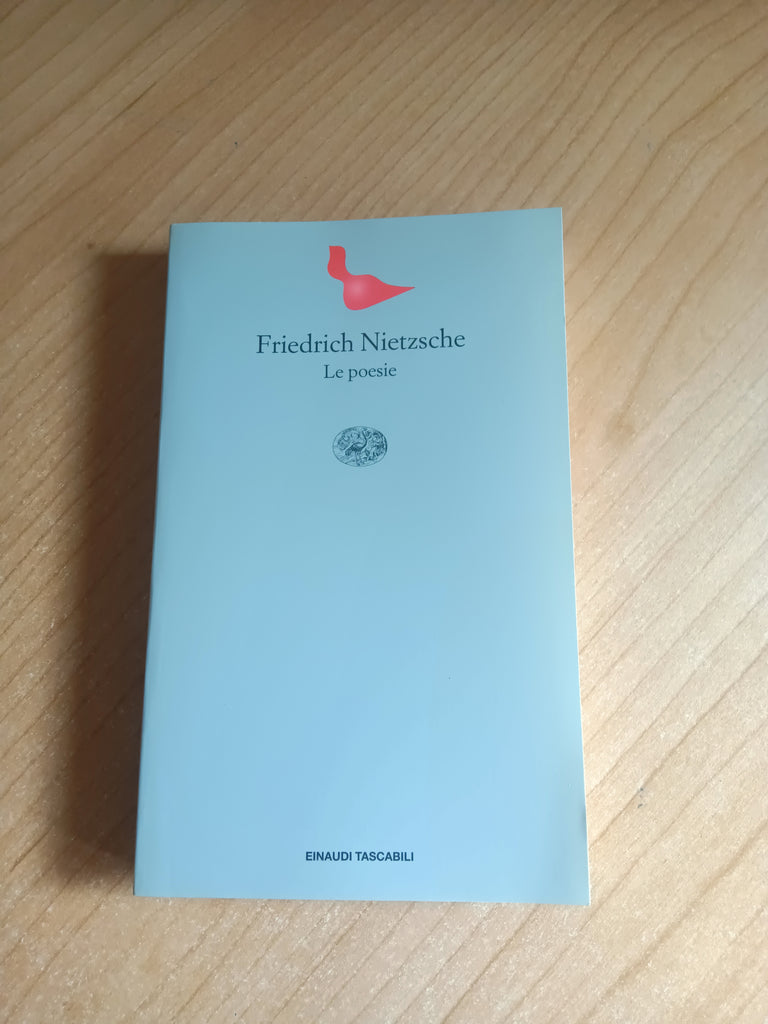 Friedrich Nietzsche
Le poesie
EINAUDI TASCABILI